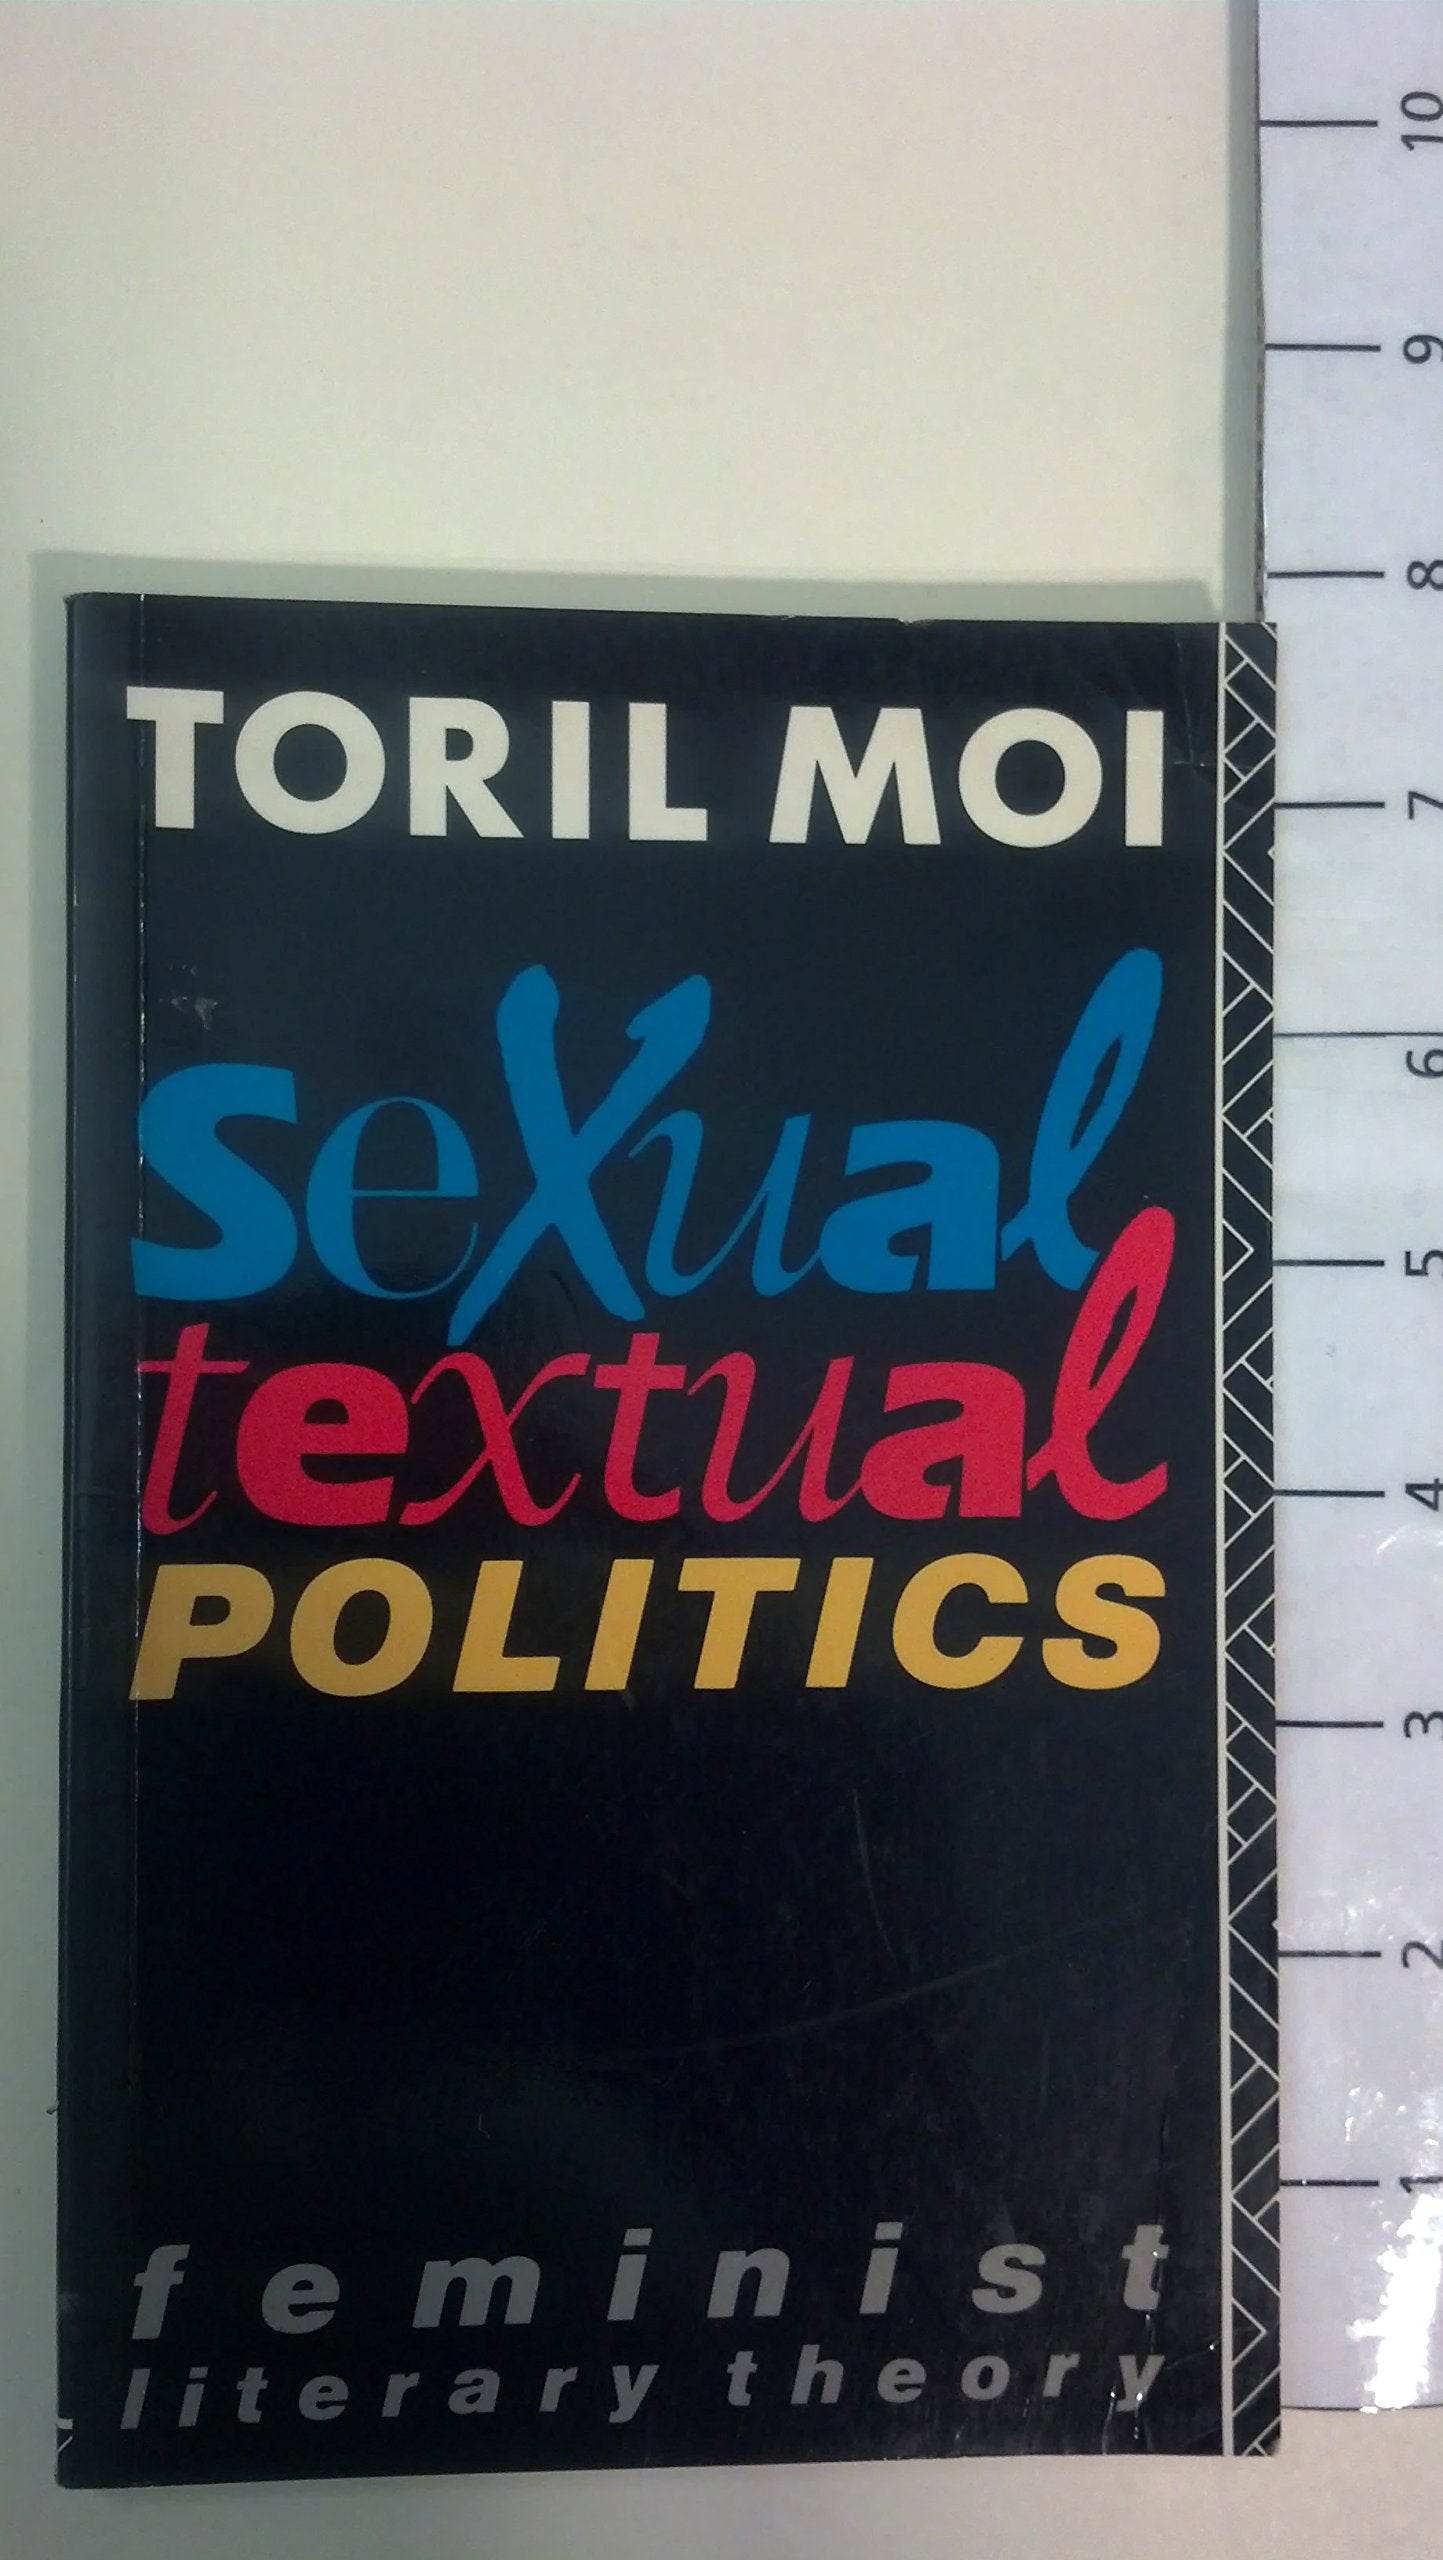 TORIL MOI
seXual
textual
POLITICS
feminist
literary theory
10
9
8
7
6
5
4
3
2
1